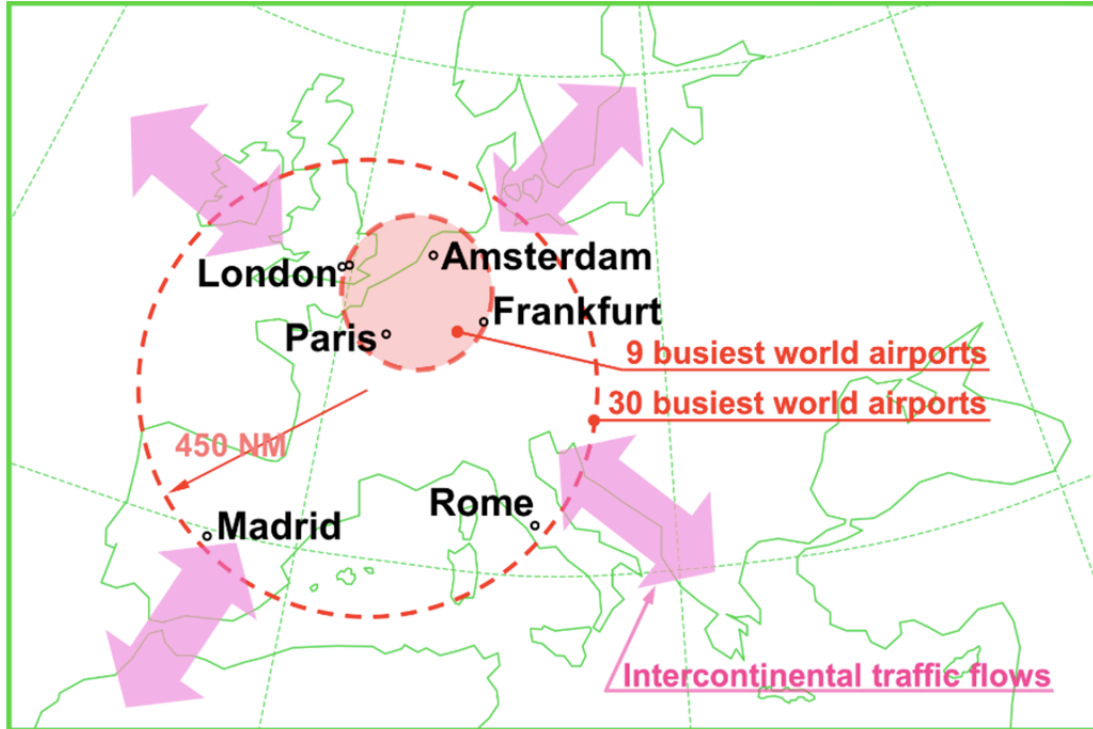 London
Amsterdam
Frankfurt
Paris
9 busiest world airports
30 busiest world airports
450 NM
Rome
Madrid
Intercontinental traffic flows